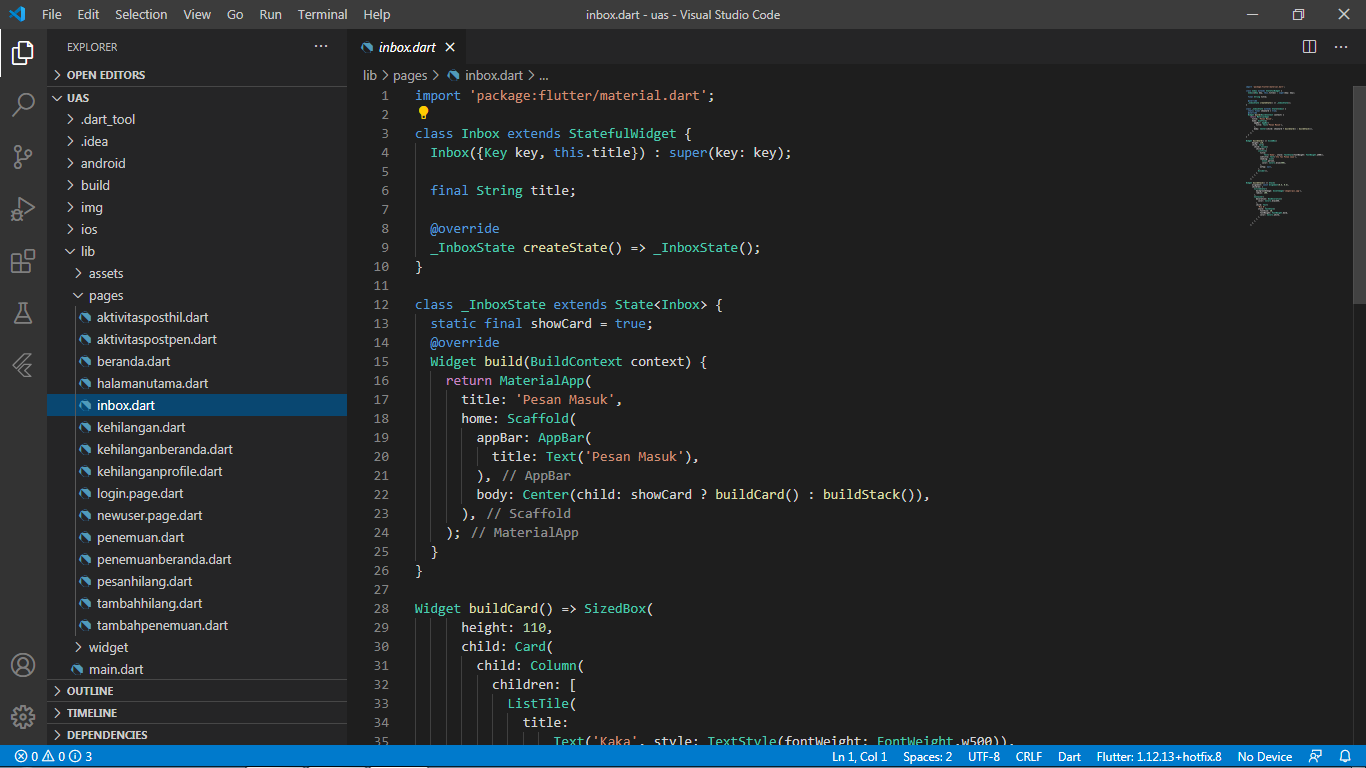 File Edit Selection View Go Run Terminal Help inbox.dart - uas - Visual Studio Code
EXPLORER
OPEN EDITORS
UAS
.dart_tool
.idea
android
build
img
ios
lib
assets
pages
aktivitasposthil.dart
aktivitaspostpen.dart
beranda.dart
halamanutama.dart
inbox.dart
kehilangan.dart
kehilanganberanda.dart
kehilanganprofile.dart
login.page.dart
newuser.page.dart
penemuan.dart
penemuanberanda.dart
pesanhilang.dart
tambahhilang.dart
tambahpenemuan.dart
widget
main.dart
OUTLINE
TIMELINE
DEPENDENCIES
inbox.dart
lib > pages > inbox.dart > ...
1 import 'package:flutter/material.dart';
2
3 class Inbox extends StatefulWidget {
4 Inbox({Key key, this.title}) : super(key: key);
5
6 final String title;
7
8 @override
9 _InboxState createState() => _InboxState();
10 }
11
12 class _InboxState extends State<Inbox> {
13 static final showCard = true;
14 @override
15 Widget build(BuildContext context) {
16 return MaterialApp(
17 title: 'Pesan Masuk',
18 home: Scaffold(
19 appBar: AppBar(
20 title: Text('Pesan Masuk'),
21 ), // AppBar
22 body: Center(child: showCard ? buildCard() : buildStack()),
23 ), // Scaffold
24 ); // MaterialApp
25 }
26 }
27
28 Widget buildCard() => SizedBox(
29 height: 110,
30 child: Card(
31 child: Column(
32 children: [
33 ListTile(
34 title:
35 Text('Kaka', style: TextStyle(fontWeight: FontWeight.w500)),
0 0 3 Ln 1, Col 1 Spaces: 2 UTF-8 CRLF Dart Flutter: 1.12.13+hotfix.8 No Device